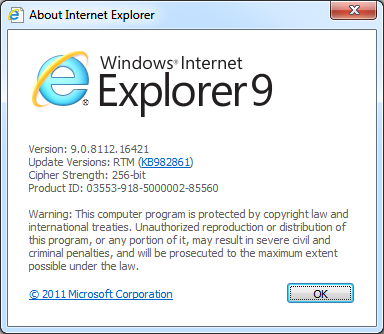 About Internet Explorer
Windows® Internet
Explorer 9
Version: 9.0.8112.16421
Update Versions: RTM (KB982861)
Cipher Strength: 256-bit
Product ID: 03553-918-5000002-85560
Warning: This computer program is protected by copyright law and
international treaties. Unauthorized reproduction or distribution of
this program, or any portion of it, may result in severe civil and
criminal penalties, and will be prosecuted to the maximum extent
possible under the law.
© 2011 Microsoft Corporation
OK